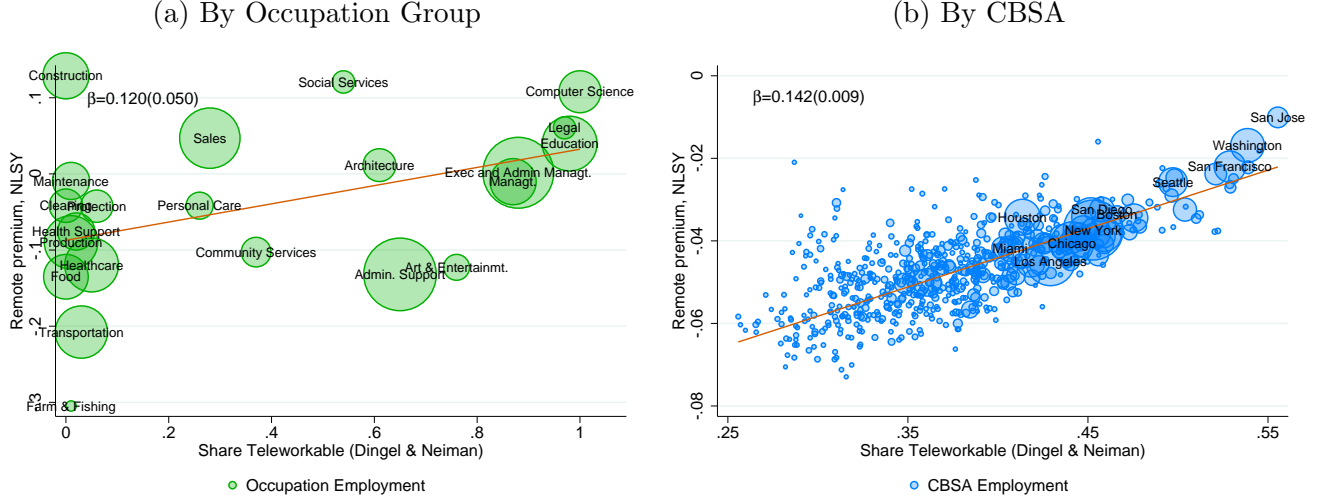 (a) By Occupation Group
Remote premium, NLSY
.1
.0
-.1
-.2
-.3
β=0.120(0.050)
Construction
Social Services
Computer Science
Sales
Legal
Education
Architecture
Exec and Admin Managt.
Managt.
Maintenance
Cleaning
Protection
Personal Care
Health Support
Production
Community Services
Healthcare
Food
Admin. Support
Art & Entertainmt.
Transportation
Farm & Fishing
0 .2 .4 .6 .8 1
Share Teleworkable (Dingel & Neiman)
Occupation Employment
(b) By CBSA
Remote premium, NLSY
0
-.02
-.04
-.06
-.08
β=0.142(0.009)
San Jose
Washington
San Francisco
Seattle
San Diego
Boston
Houston
New York
Chicago
Miami
Los Angeles
.25 .35 .45 .55
Share Teleworkable (Dingel & Neiman)
CBSA Employment